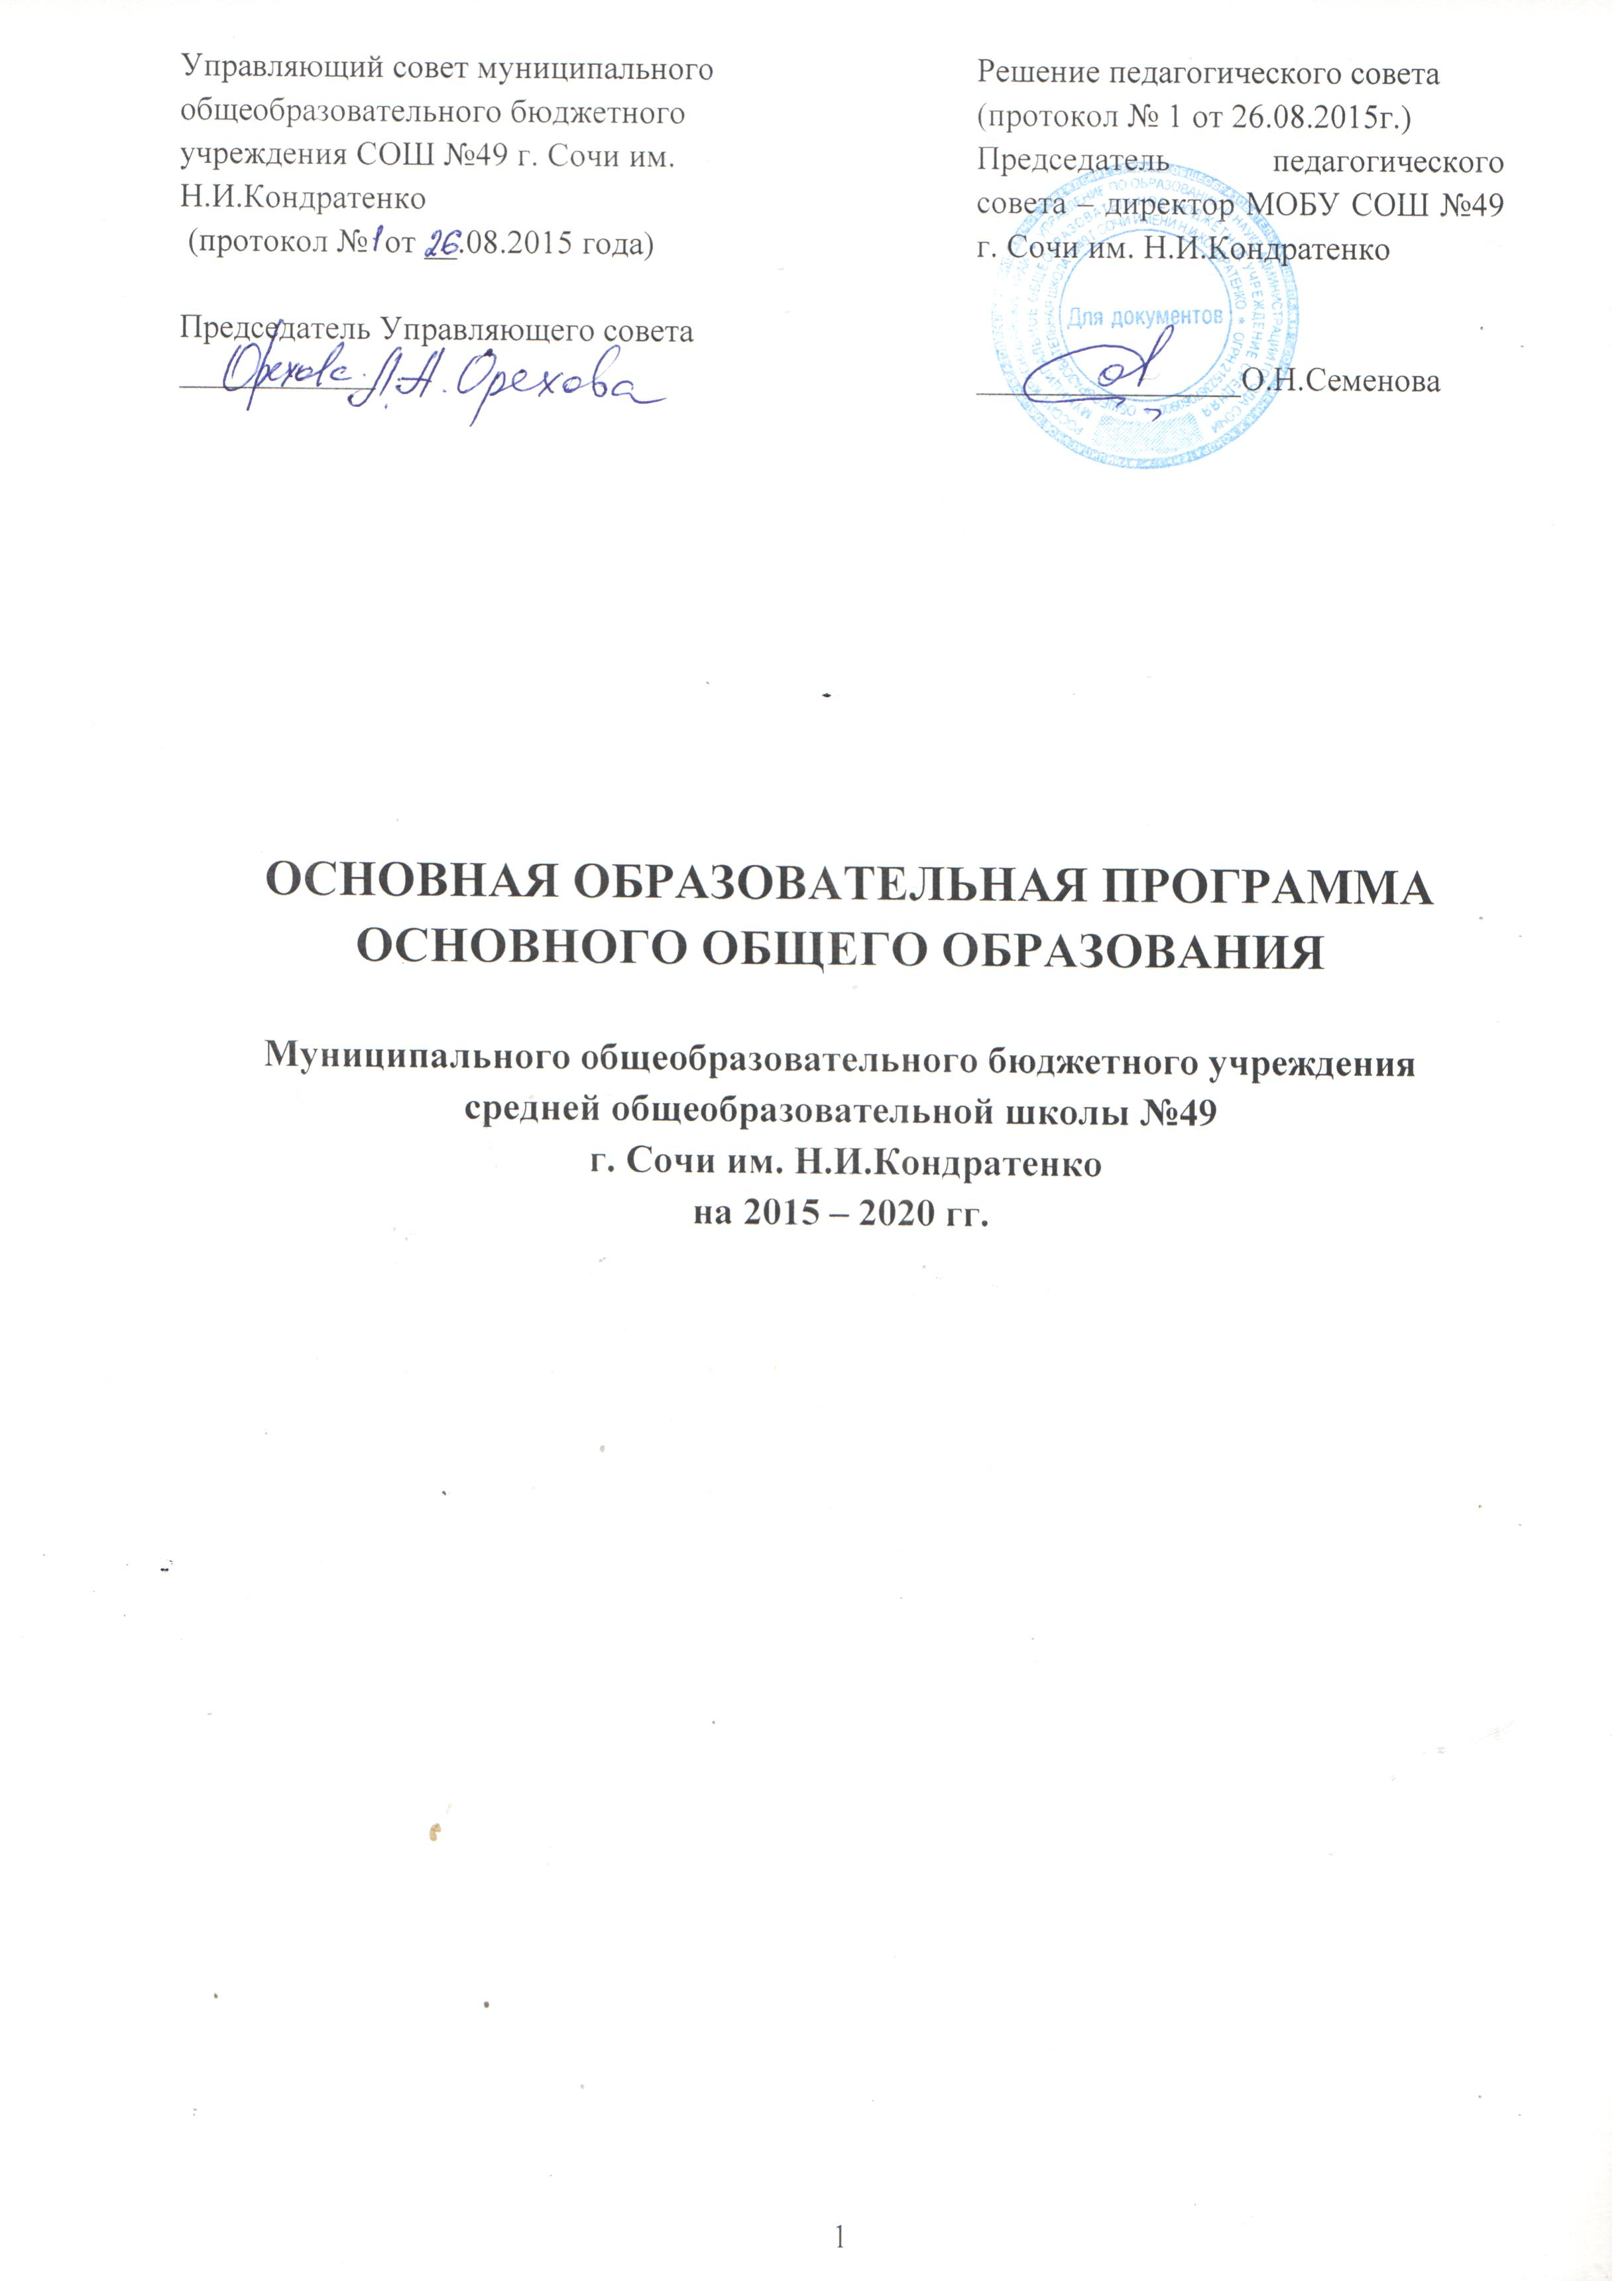 Управляющий совет муниципального
общеобразовательного бюджетного
учреждения СОШ №49 г. Сочи им.
Н.И.Кондратенко
(протокол №1 от 26.08.2015 года)
Председатель Управляющего совета
Орехова Л.А. Орехова
Решение педагогического совета
(протокол № 1 от 26.08.2015г.)
Председатель педагогического
совета – директор МОБУ СОШ №49
г. Сочи им. Н.И.Кондратенко
Для документов
О.Н.Семенова
ОСНОВНАЯ ОБРАЗОВАТЕЛЬНАЯ ПРОГРАММА
ОСНОВНОГО ОБЩЕГО ОБРАЗОВАНИЯ
Муниципального общеобразовательного бюджетного учреждения
средней общеобразовательной школы №49
г. Сочи им. Н.И.Кондратенко
на 2015 – 2020 гг.
1